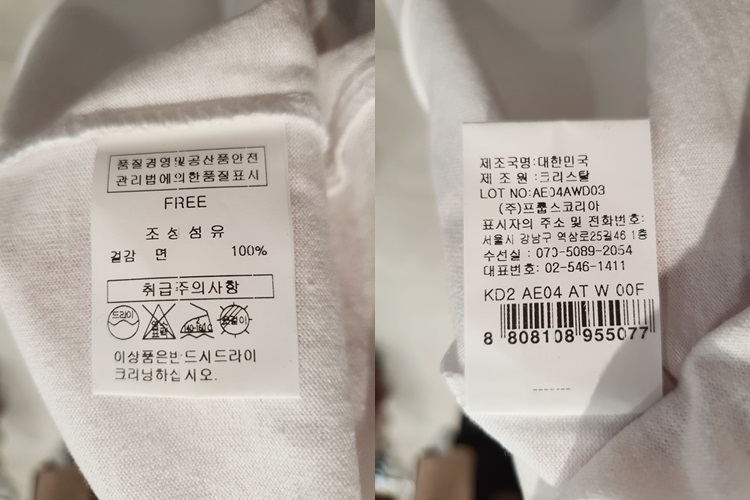 품질경영및공산품안전
관리법에의한품질표시
FREE
조성섬유
겉감 면 100%
취급주의사항
드라이
140-160
이상품은반드시드라이
크리닝하십시오.
제조국명:대한민국
제 조 원 :크리스탈
LOT NO:AE04AWD03
(주)프룹스코리아
표시자의 주소 및 전화번호:
서울시 강남구 역삼로25길46 1층
수선실 : 070-5089-2054
대표번호: 02-546-1411
KD2 AE04 AT W 00F
8 808108 955077